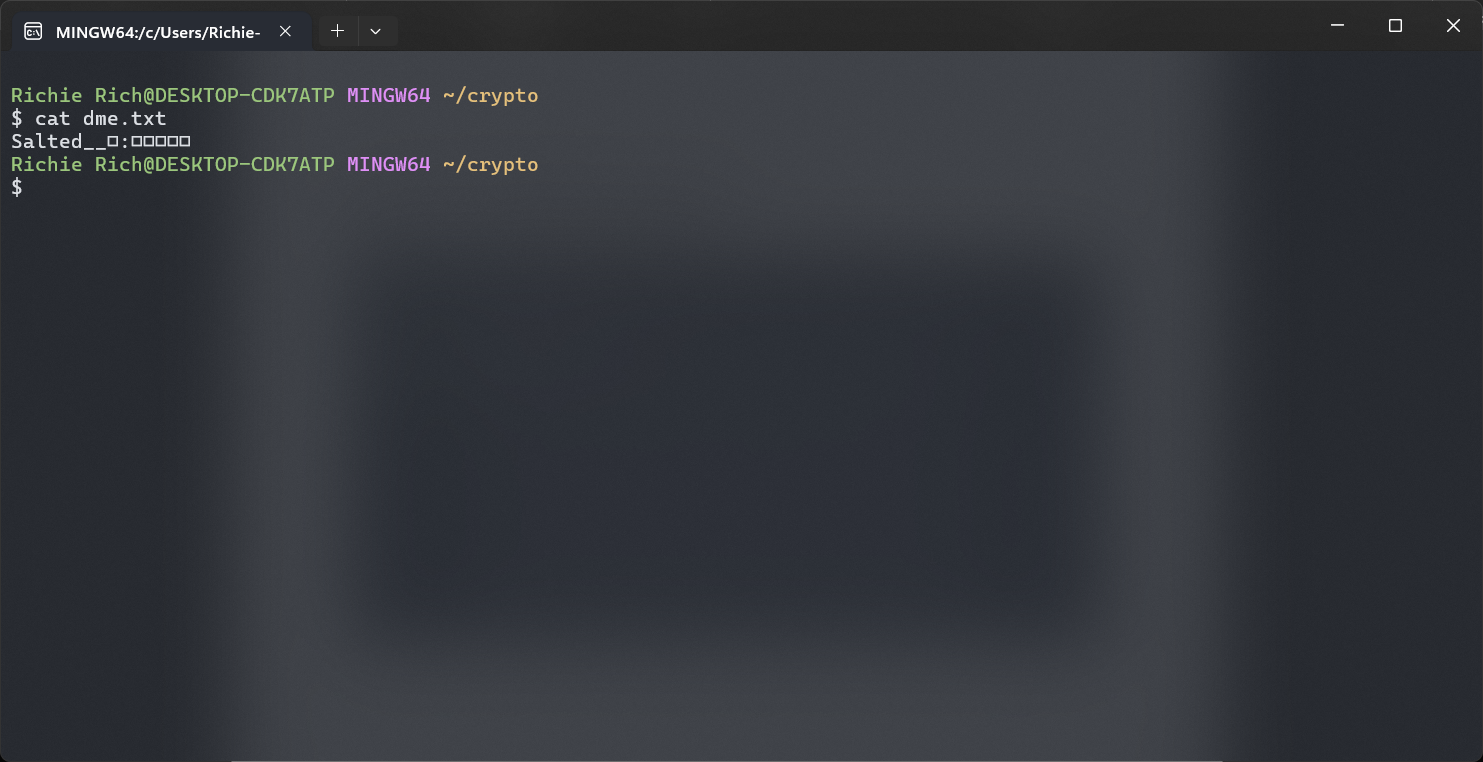 MINGW64:/c/Users/Richie-
Richie Rich@DESKTOP-CDK7ATP MINGW64 ~/crypto
$ cat dme.txt
Salted__□:□□□□□
Richie Rich@DESKTOP-CDK7ATP MINGW64 ~/crypto
$